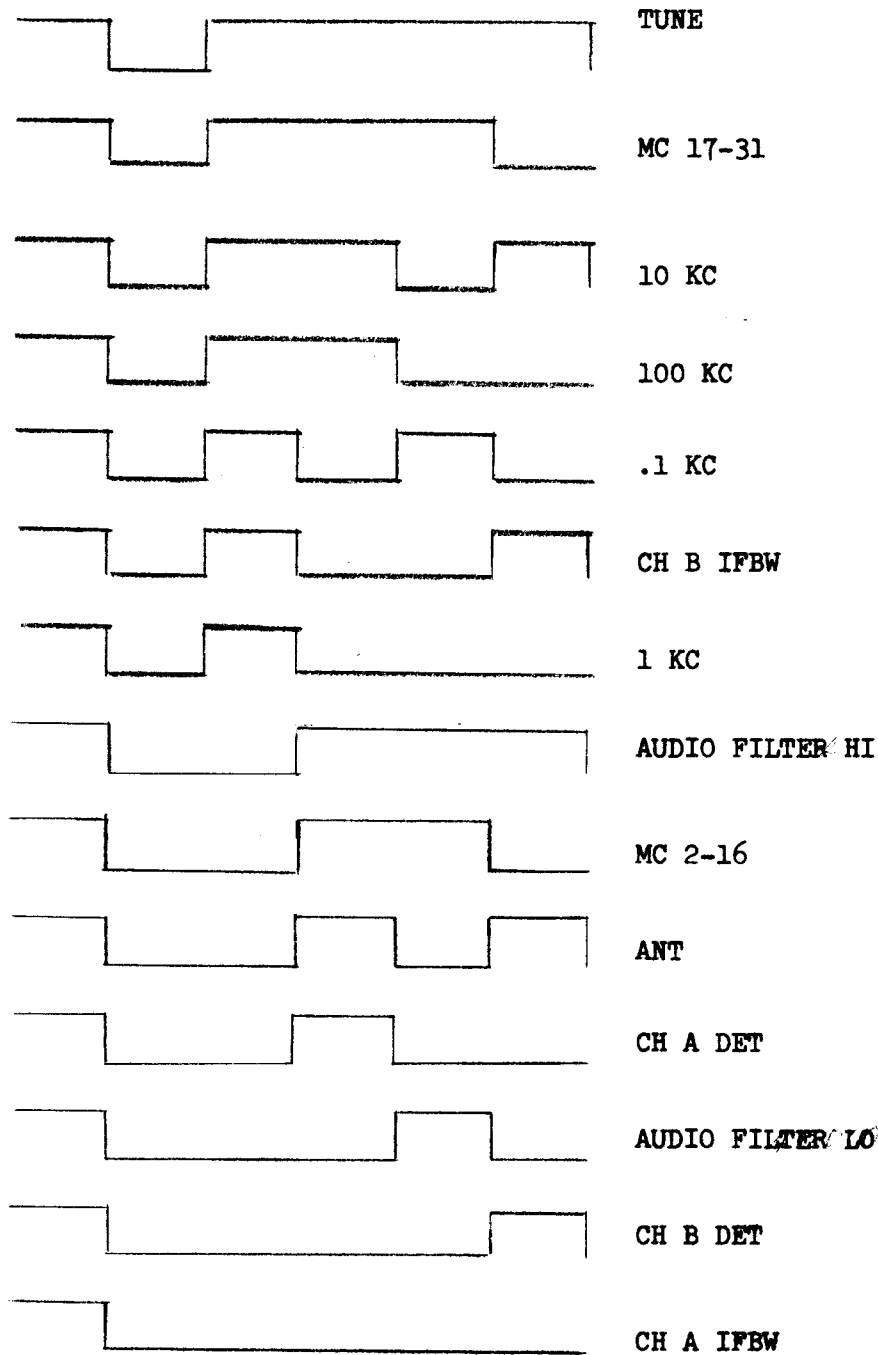 TUNE
MC 17-31
10 KC
100 KC
.1 KC
CH B IFBW
1 KC
AUDIO FILTER HI
MC 2-16
ANT
CH A DET
AUDIO FILTER LO
CH B DET
CH A IFBW